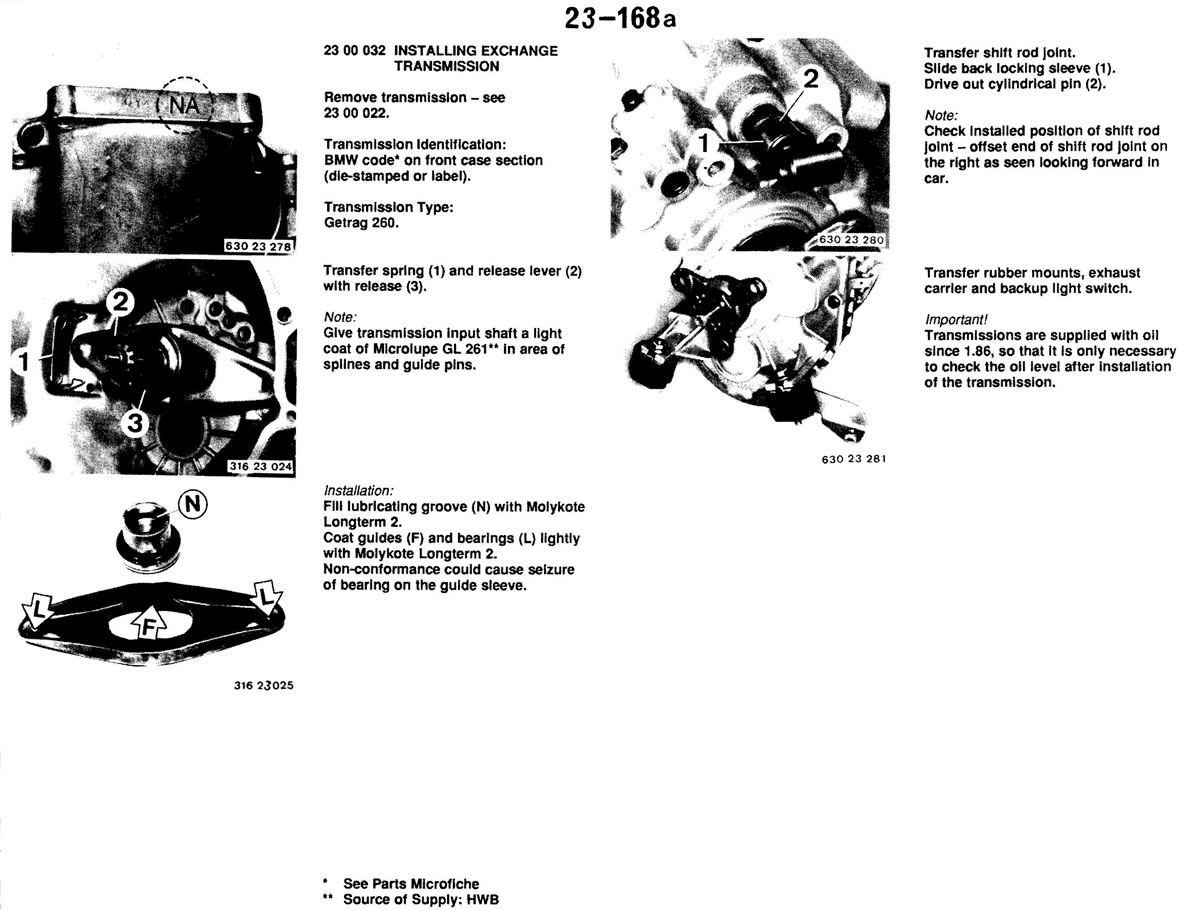 23-168a
NA
630 23 278
23 00 032 INSTALLING EXCHANGE
TRANSMISSION
Remove transmission – see
23 00 022.
Transmission Identification:
BMW code* on front case section
(die-stamped or label).
Transmission Type:
Getrag 260.
1
2
3
316 23 024
Transfer spring (1) and release lever (2)
with release (3).
Note:
Give transmission input shaft a light
coat of Microlupe GL 261** in area of
splines and guide pins.
N
L
F
L
316 23025
Installation:
Fill lubricating groove (N) with Molykote
Longterm 2.
Coat guides (F) and bearings (L) lightly
with Molykote Longterm 2.
Non-conformance could cause seizure
of bearing on the guide sleeve.
1
2
630 23 280
Transfer shift rod joint.
Slide back locking sleeve (1).
Drive out cylindrical pin (2).
Note:
Check installed position of shift rod
joint – offset end of shift rod joint on
the right as seen looking forward in
car.
630 23 281
Transfer rubber mounts, exhaust
carrier and backup light switch.
Important!
Transmissions are supplied with oil
since 1.86, so that it is only necessary
to check the oil level after installation
of the transmission.
* See Parts Microfiche
** Source of Supply: HWB